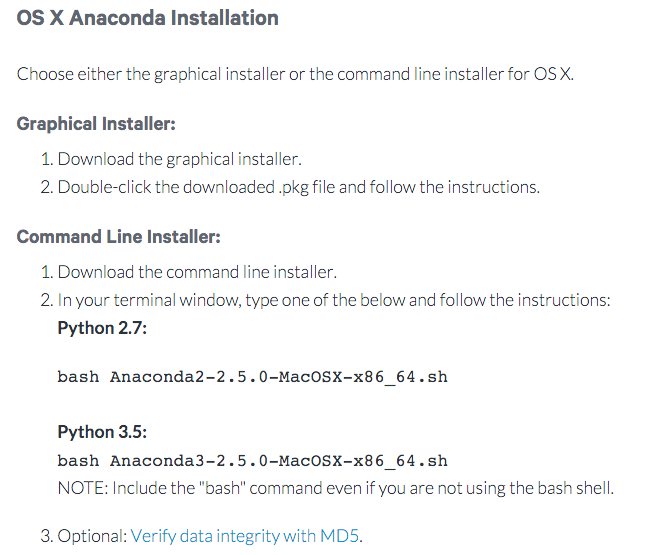 OS X Anaconda Installation
Choose either the graphical installer or the command line installer for OS X.
Graphical Installer:
1. Download the graphical installer.
2. Double-click the downloaded .pkg file and follow the instructions.
Command Line Installer:
1. Download the command line installer.
2. In your terminal window, type one of the below and follow the instructions:
Python 2.7:
bash Anaconda2-2.5.0-MacOSX-x86_64.sh
Python 3.5:
bash Anaconda3-2.5.0-MacOSX-x86_64.sh
NOTE: Include the "bash" command even if you are not using the bash shell.
3. Optional: Verify data integrity with MD5.